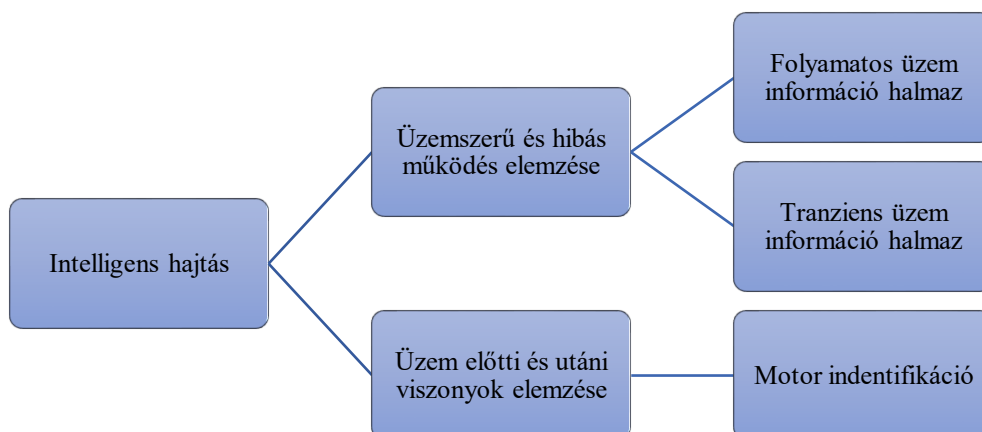 Intelligens hajtás
Üzemszerű és hibás
működés elemzése
Folyamatos üzem
információ halmaz
Tranziens üzem
információ halmaz
Üzem előtti és utáni
viszonyok elemzése
Motor indentifikáció